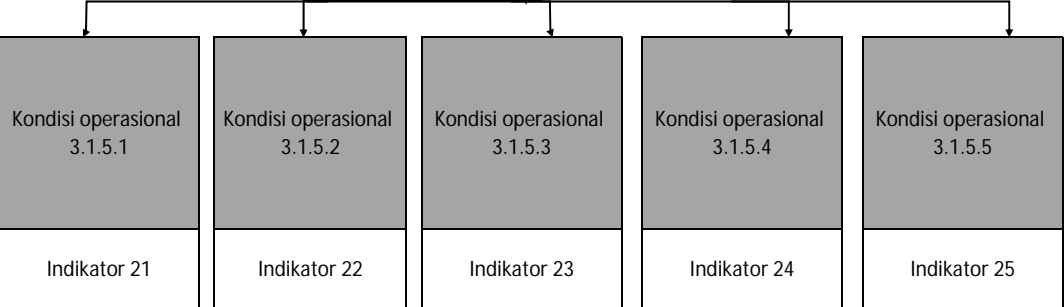 Kondisi operasional
3.1.5.1
Indikator 21
Kondisi operasional
3.1.5.2
Indikator 22
Kondisi operasional
3.1.5.3
Indikator 23
Kondisi operasional
3.1.5.4
Indikator 24
Kondisi operasional
3.1.5.5
Indikator 25